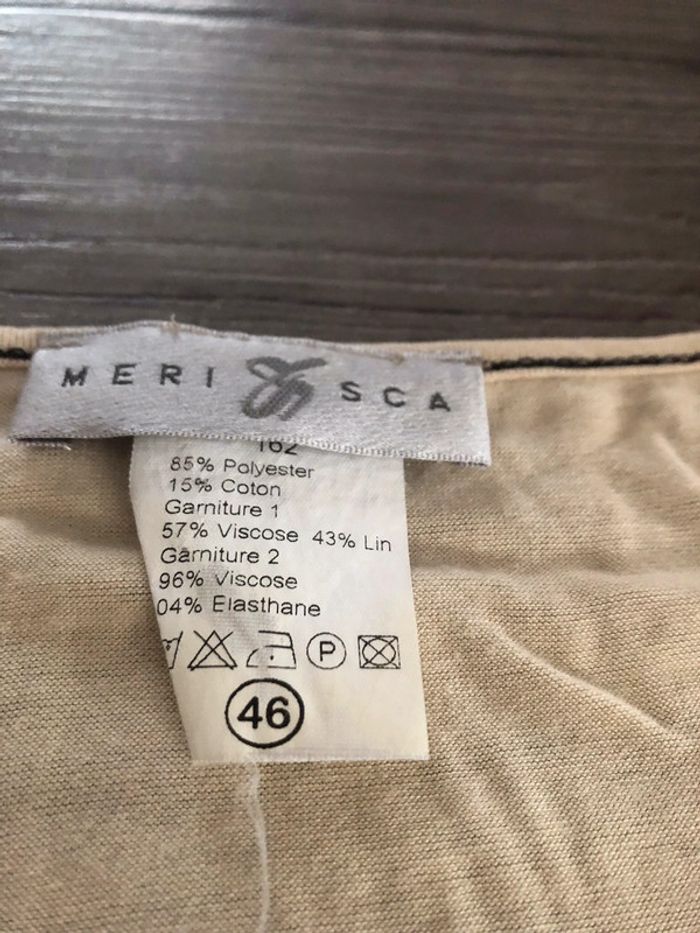 MERI SCA
162
85% Polyester
15% Coton
Garniture 1
57% Viscose 43% Lin
Garniture 2
96% Viscose
04% Elasthane
P
46